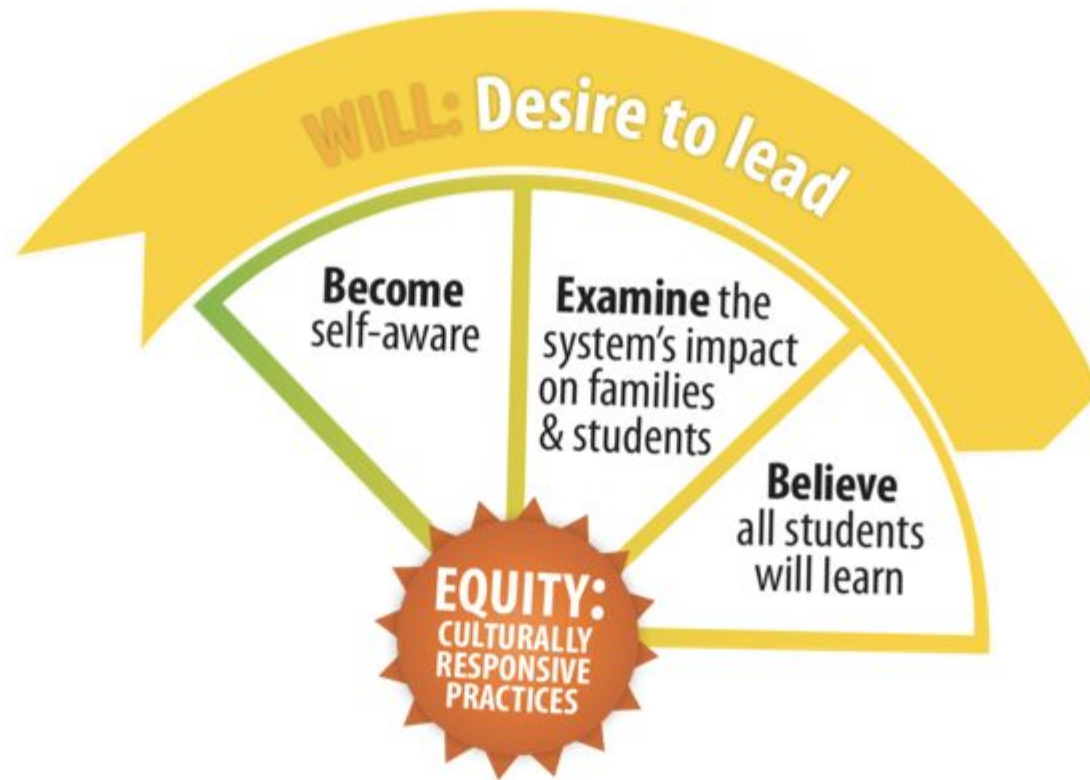 WILL: Desire to lead
Become
self-aware
Examine the
system's impact
on families
& students
Believe
all students
will learn
EQUITY:
CULTURALLY
RESPONSIVE
PRACTICES